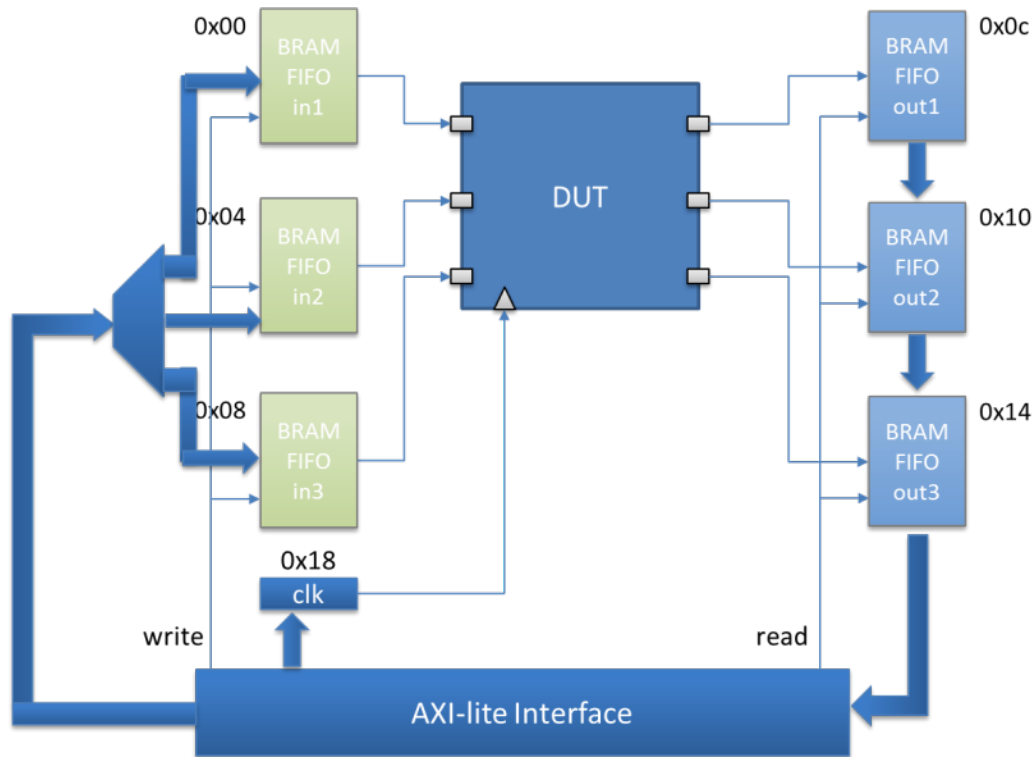 0x00
BRAM
FIFO
in1
0x04
BRAM
FIFO
in2
0x08
BRAM
FIFO
in3
DUT
0x0c
BRAM
FIFO
out1
0x10
BRAM
FIFO
out2
0x14
BRAM
FIFO
out3
0x18
clk
write
read
AXI-lite Interface